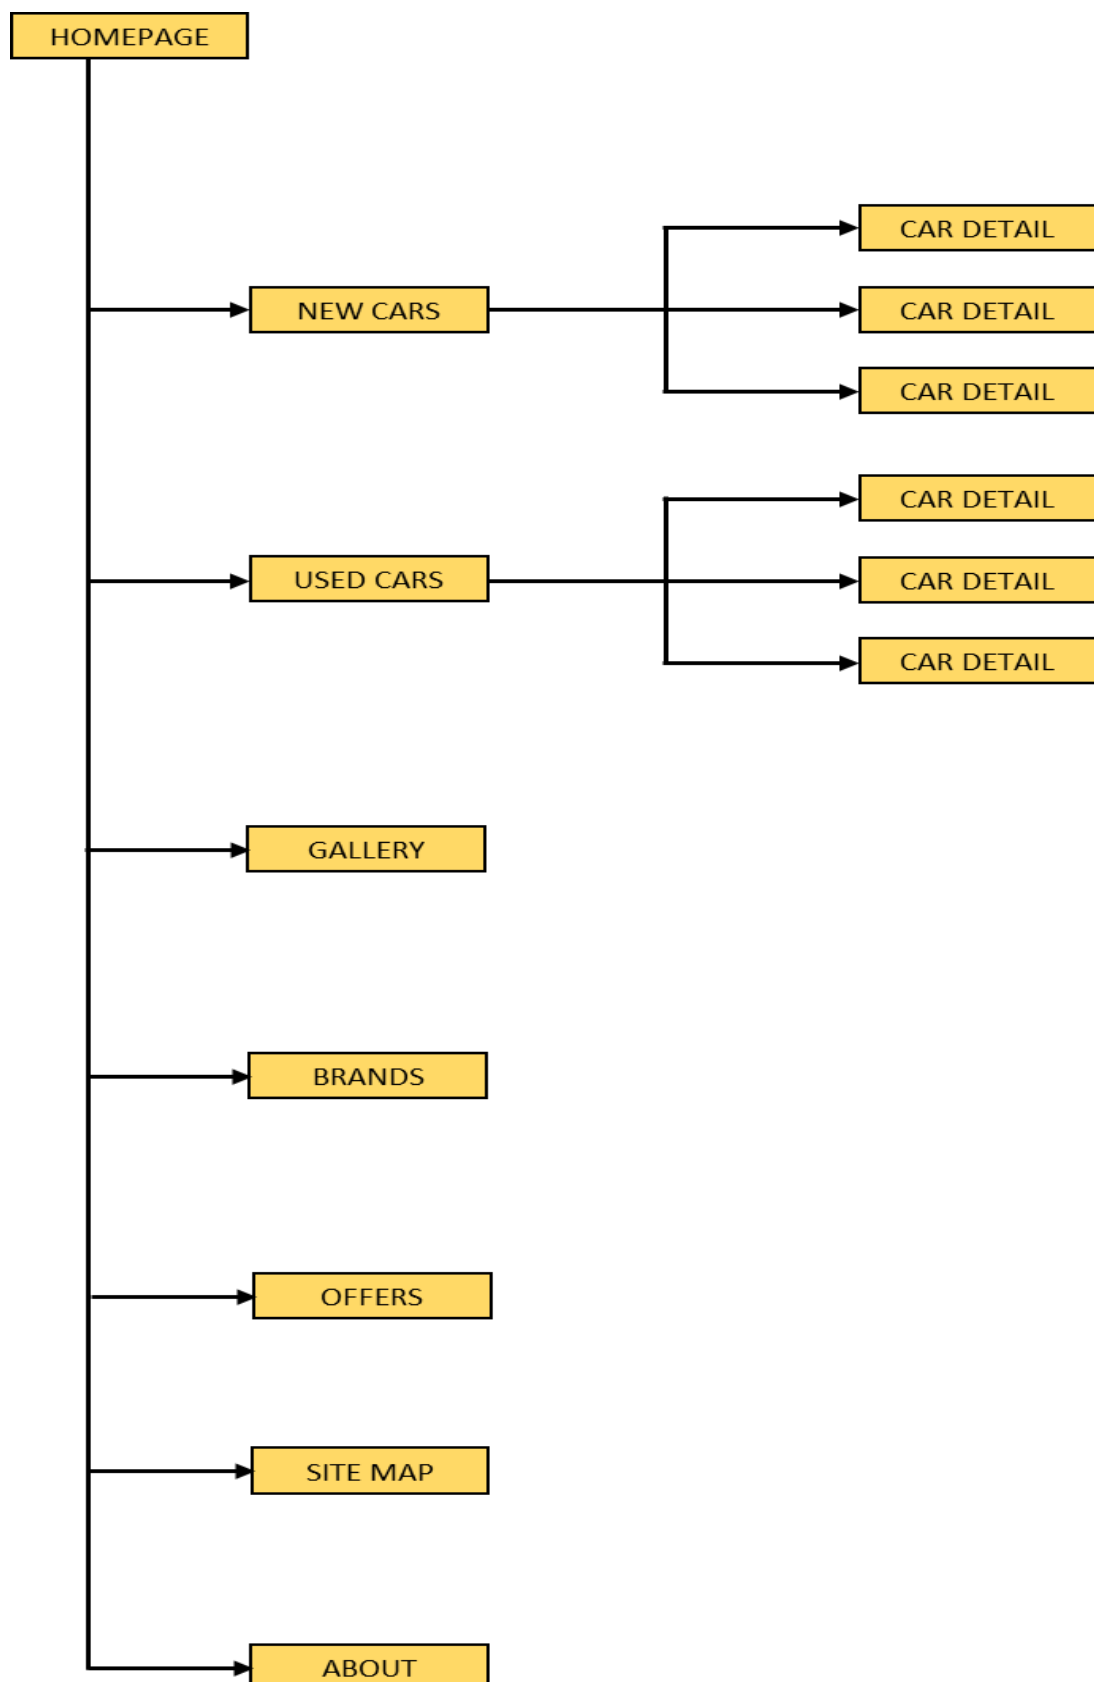 HOMEPAGE
NEW CARS
CAR DETAIL
CAR DETAIL
CAR DETAIL
USED CARS
CAR DETAIL
CAR DETAIL
CAR DETAIL
GALLERY
BRANDS
OFFERS
SITE MAP
ABOUT